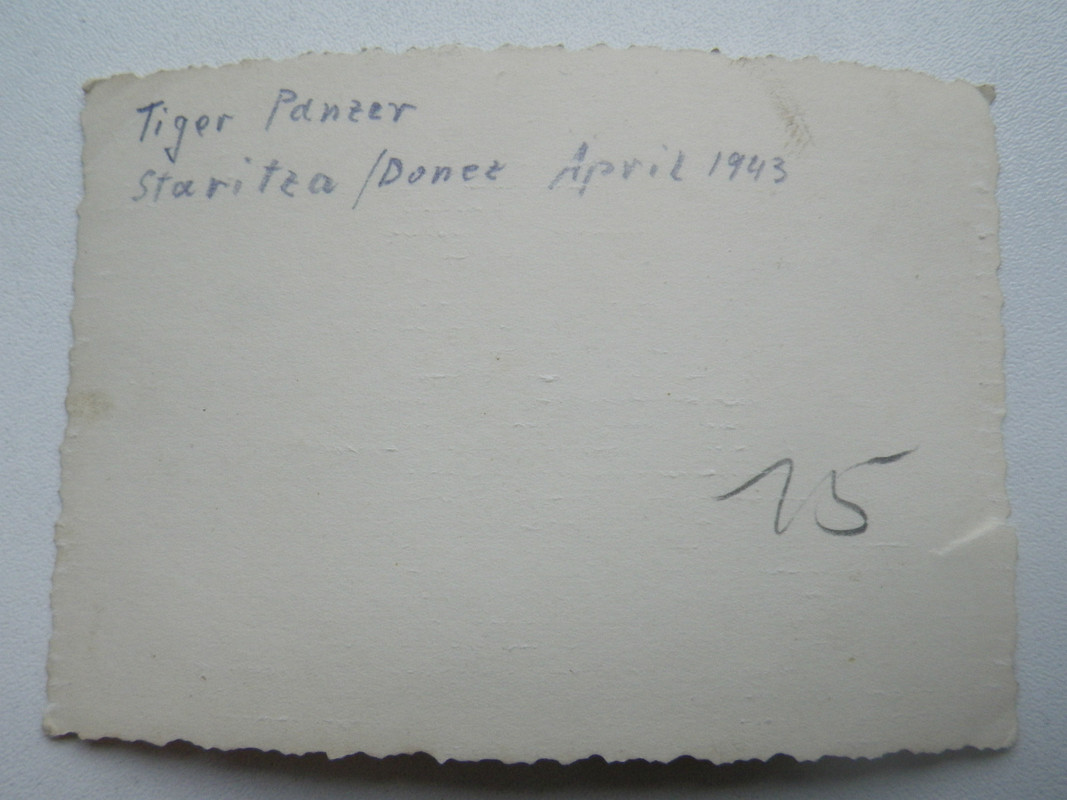 Tiger Panzer
Staritza /Donez April 1943
15